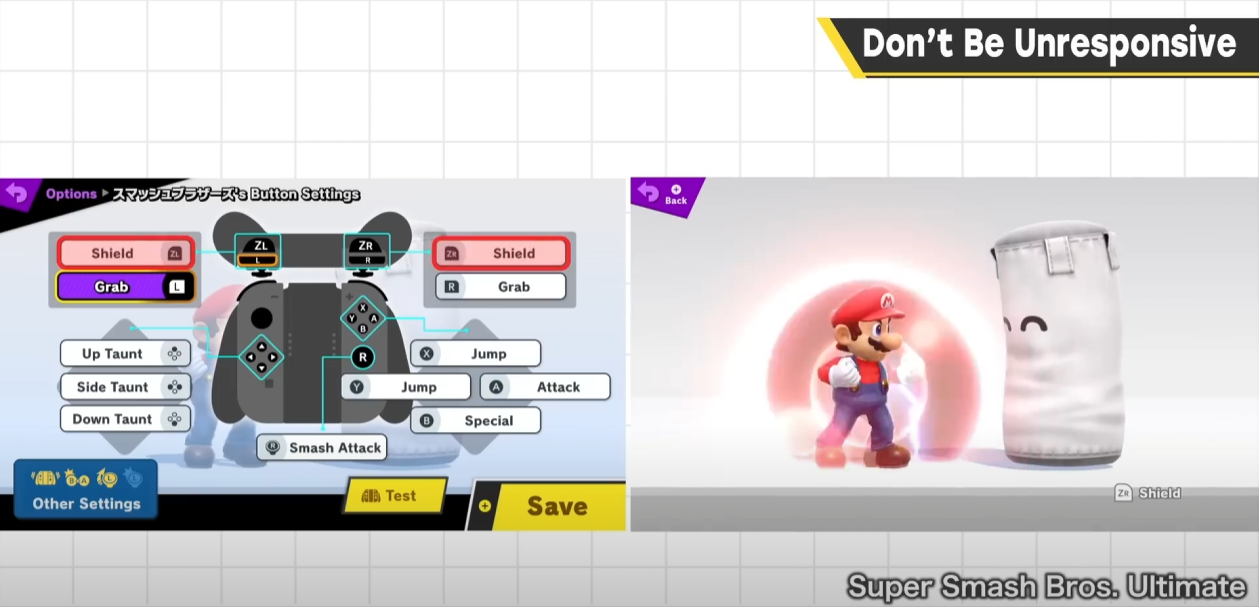 Don't Be Unresponsive
Options ▶ スマッシュブラザーズ's Button Settings
Shield ZL
Grab L
ZL
L
ZR
R
ZR Shield
R Grab
Up Taunt
Side Taunt
Down Taunt
X
Y A
B
R
X Jump
Y Jump
A Attack
B Special
R Smash Attack
B A L L
Other Settings
Test
+ Save
+
Back
M
ZR Shield
Super Smash Bros. Ultimate